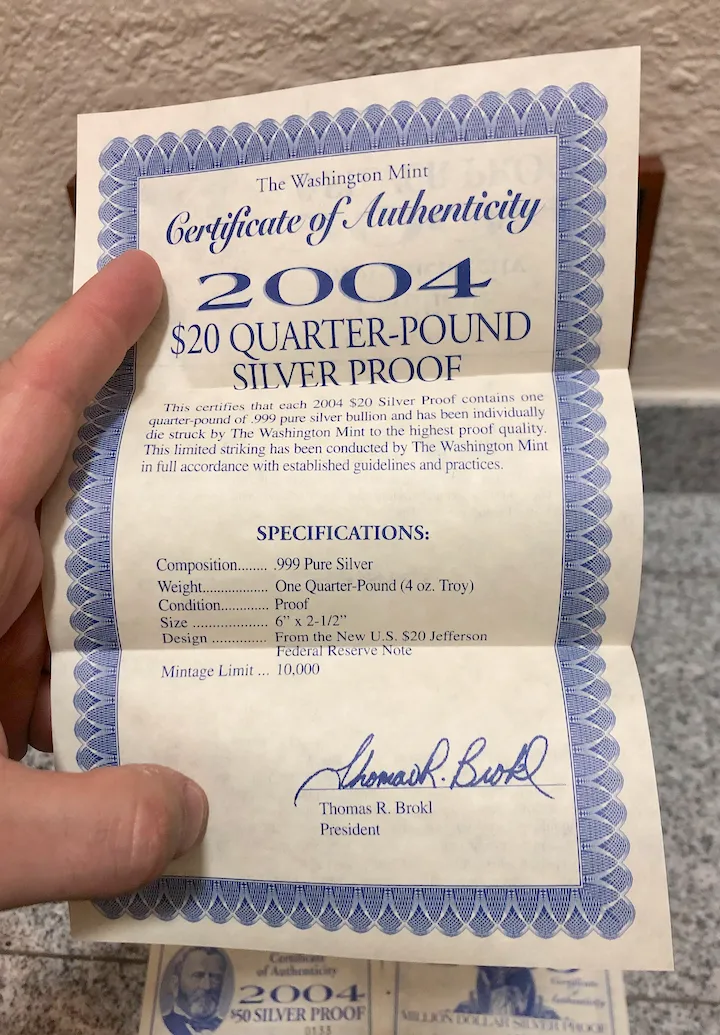 The Washington Mint
Certificate of Authenticity
2004
$20 QUARTER-POUND
SILVER PROOF
This certifies that each 2004 $20 Silver Proof contains one
quarter-pound of .999 pure silver bullion and has been individually
die struck by The Washington Mint to the highest proof quality.
This limited striking has been conducted by The Washington Mint
in full accordance with established guidelines and practices.
SPECIFICATIONS:
Composition........ .999 Pure Silver
Weight.................. One Quarter-Pound (4 oz. Troy)
Condition............. Proof
Size .................... 6” x 2-1/2”
Design ............... From the New U.S. $20 Jefferson
Federal Reserve Note
Mintage Limit ... 10,000
Thomas R. Brokl
Thomas R. Brokl
President
Certificate
of Authenticity
2004
$50 SILVER PROOF
0133
Certificate
of
Authenticity
MILLION DOLLAR SILVER PROOF